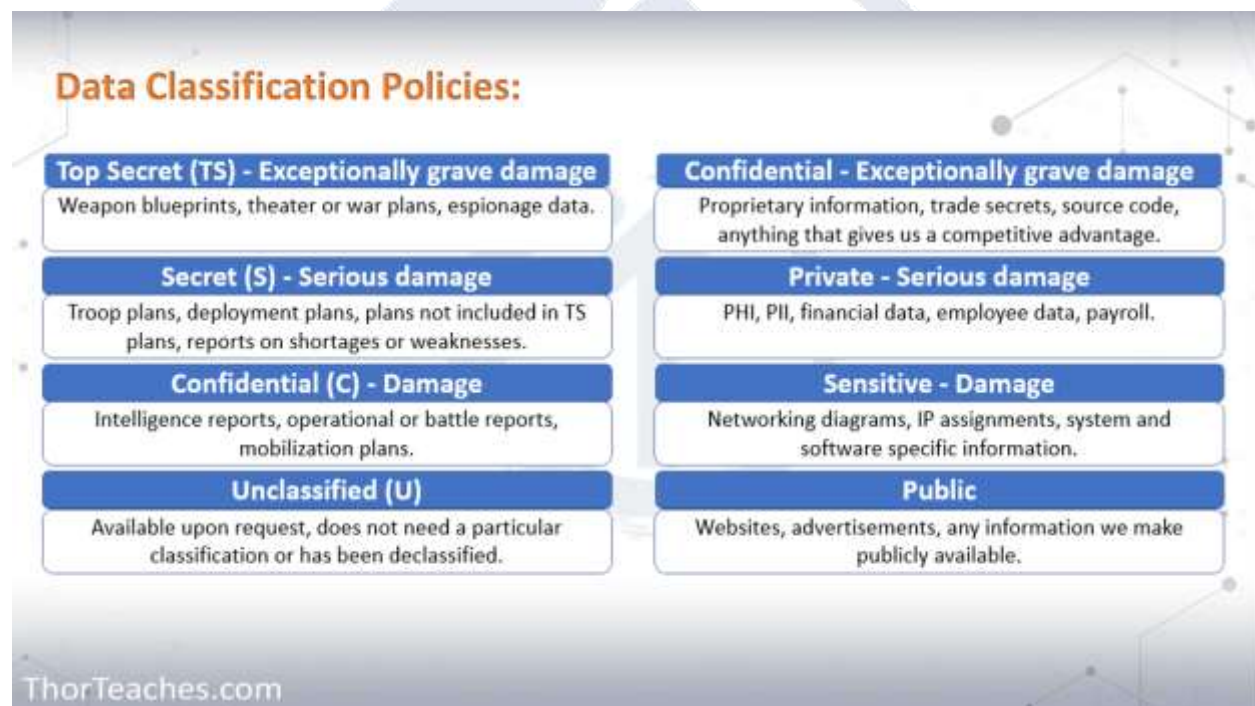 Data Classification Policies:
Top Secret (TS) - Exceptionally grave damage
Weapon blueprints, theater or war plans, espionage data.
Secret (S) - Serious damage
Troop plans, deployment plans, plans not included in TS
plans, reports on shortages or weaknesses.
Confidential (C) - Damage
Intelligence reports, operational or battle reports,
mobilization plans.
Unclassified (U)
Available upon request, does not need a particular
classification or has been declassified.
Confidential - Exceptionally grave damage
Proprietary information, trade secrets, source code,
anything that gives us a competitive advantage.
Private - Serious damage
PHI, PII, financial data, employee data, payroll.
Sensitive - Damage
Networking diagrams, IP assignments, system and
software specific information.
Public
Websites, advertisements, any information we make
publicly available.
ThorTeaches.com